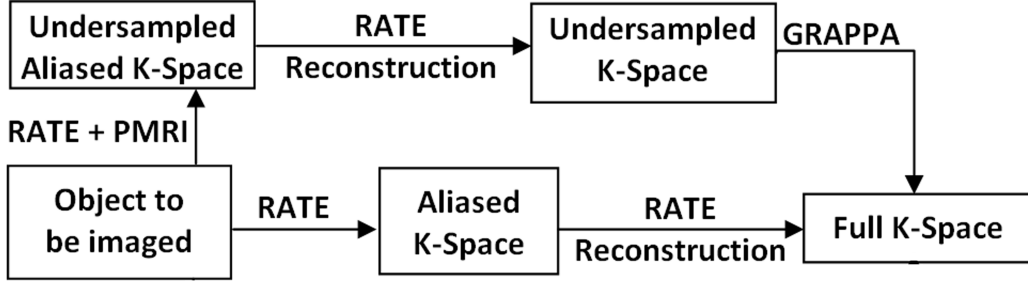 Undersampled
Aliased K-Space
RATE
Reconstruction
Undersampled
K-Space
GRAPPA
RATE + PMRI
Object to
be imaged
RATE
Aliased
K-Space
RATE
Reconstruction
Full K-Space